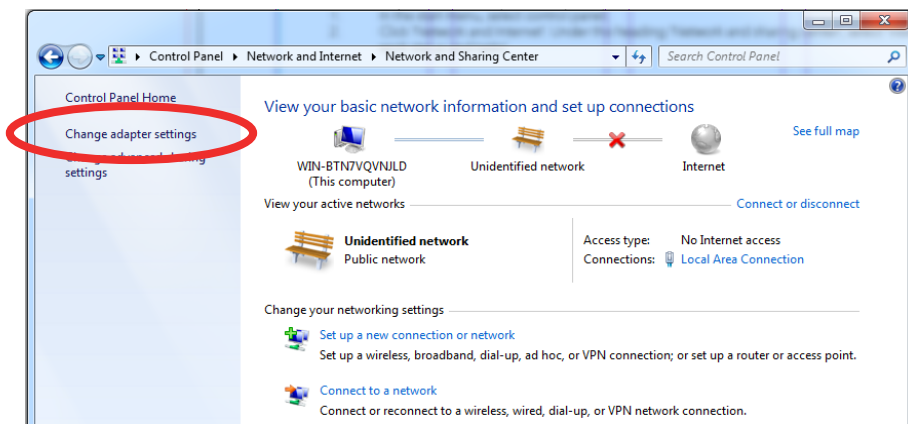 Control Panel ▸ Network and Internet ▸ Network and Sharing Center
Search Control Panel
Control Panel Home
Change adapter settings
settings
View your basic network information and set up connections
See full map
WIN-BTN7VQVNJLD
(This computer)
Unidentified network
Internet
View your active networks
Connect or disconnect
Unidentified network
Public network
Access type: No Internet access
Connections: Local Area Connection
Change your networking settings
Set up a new connection or network
Set up a wireless, broadband, dial-up, ad hoc, or VPN connection; or set up a router or access point.
Connect to a network
Connect or reconnect to a wireless, wired, dial-up, or VPN network connection.